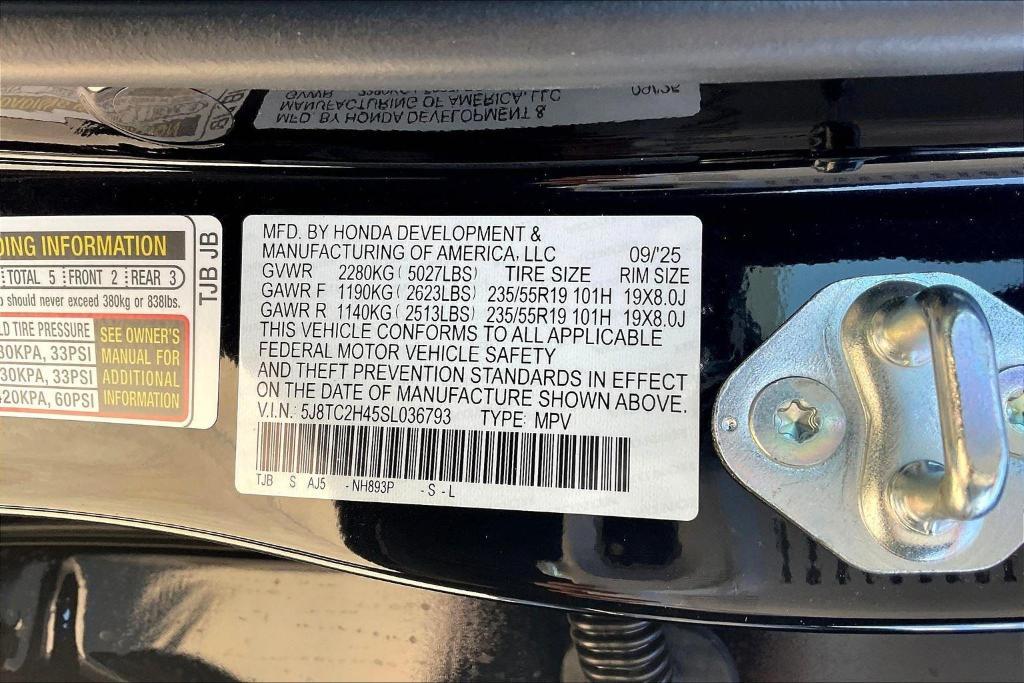 DING INFORMATION
TOTAL 5 FRONT 2 REAR 3
should never exceed 380kg or 838lbs.
LD TIRE PRESSURE
30KPA, 33PSI
30KPA, 33PSI
420KPA, 60PSI
SEE OWNER'S
MANUAL FOR
ADDITIONAL
INFORMATION
TJB JB
MFD. BY HONDA DEVELOPMENT &
MANUFACTURING OF AMERICA, LLC 09/'25
GVWR 2280KG (5027LBS) TIRE SIZE RIM SIZE
GAWR F 1190KG (2623LBS) 235/55R19 101H 19X8.0J
GAWR R 1140KG (2513LBS) 235/55R19 101H 19X8.0J
THIS VEHICLE CONFORMS TO ALL APPLICABLE
FEDERAL MOTOR VEHICLE SAFETY
AND THEFT PREVENTION STANDARDS IN EFFECT
ON THE DATE OF MANUFACTURE SHOWN ABOVE.
V.I.N.: 5J8TC2H45SL036793 TYPE: MPV
TJB S AJ5 -NH893P -S-L